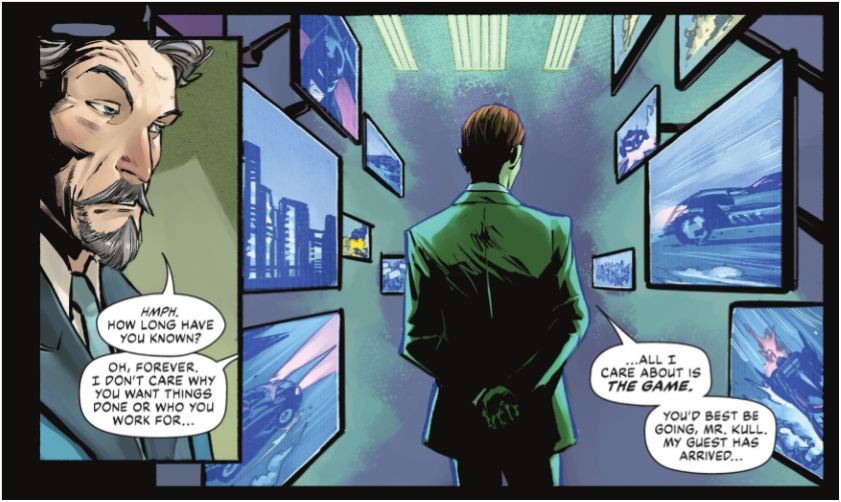 HMPH.
HOW LONG HAVE
YOU KNOWN?
OH, FOREVER.
I DON'T CARE WHY
YOU WANT THINGS
DONE OR WHO YOU
WORK FOR...
...ALL I
CARE ABOUT IS
THE GAME.
YOU'D BEST BE
GOING, MR. KULL.
MY GUEST HAS
ARRIVED...